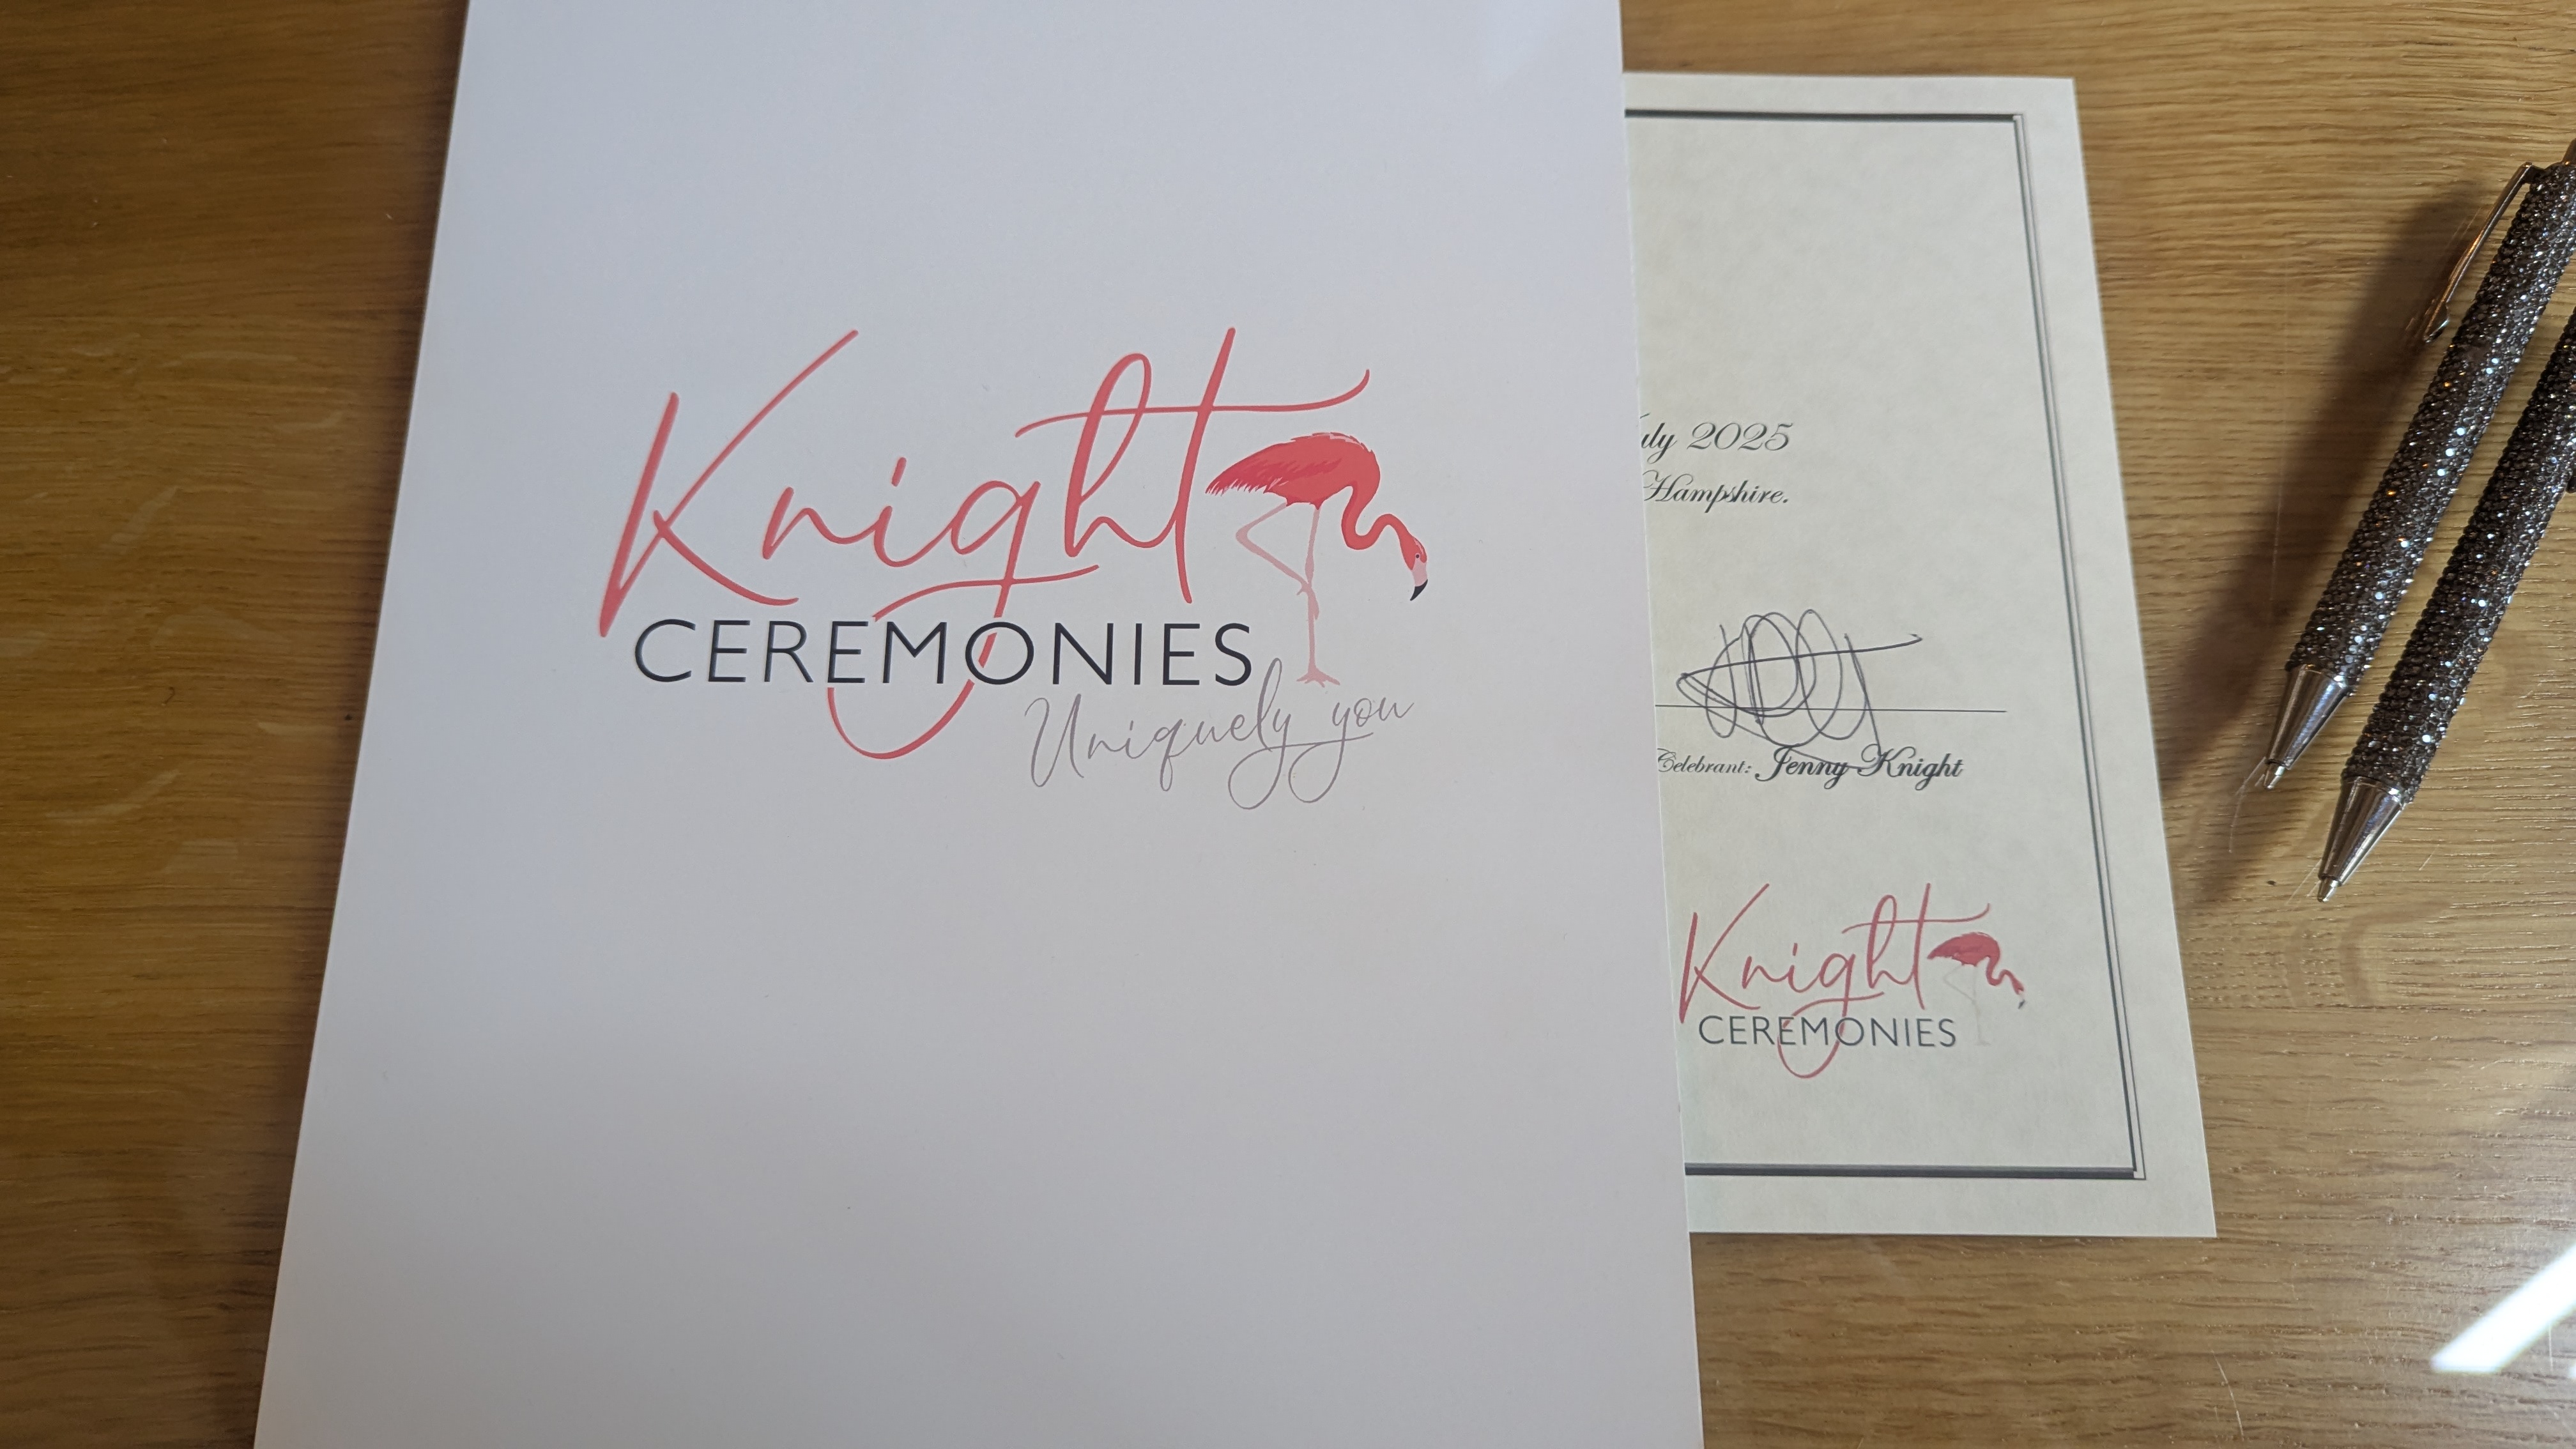 Knight
CEREMONIES
Uniquely you
2025
Hampshire.
Celebrant: Jenny Knight
Knight
CEREMONIES